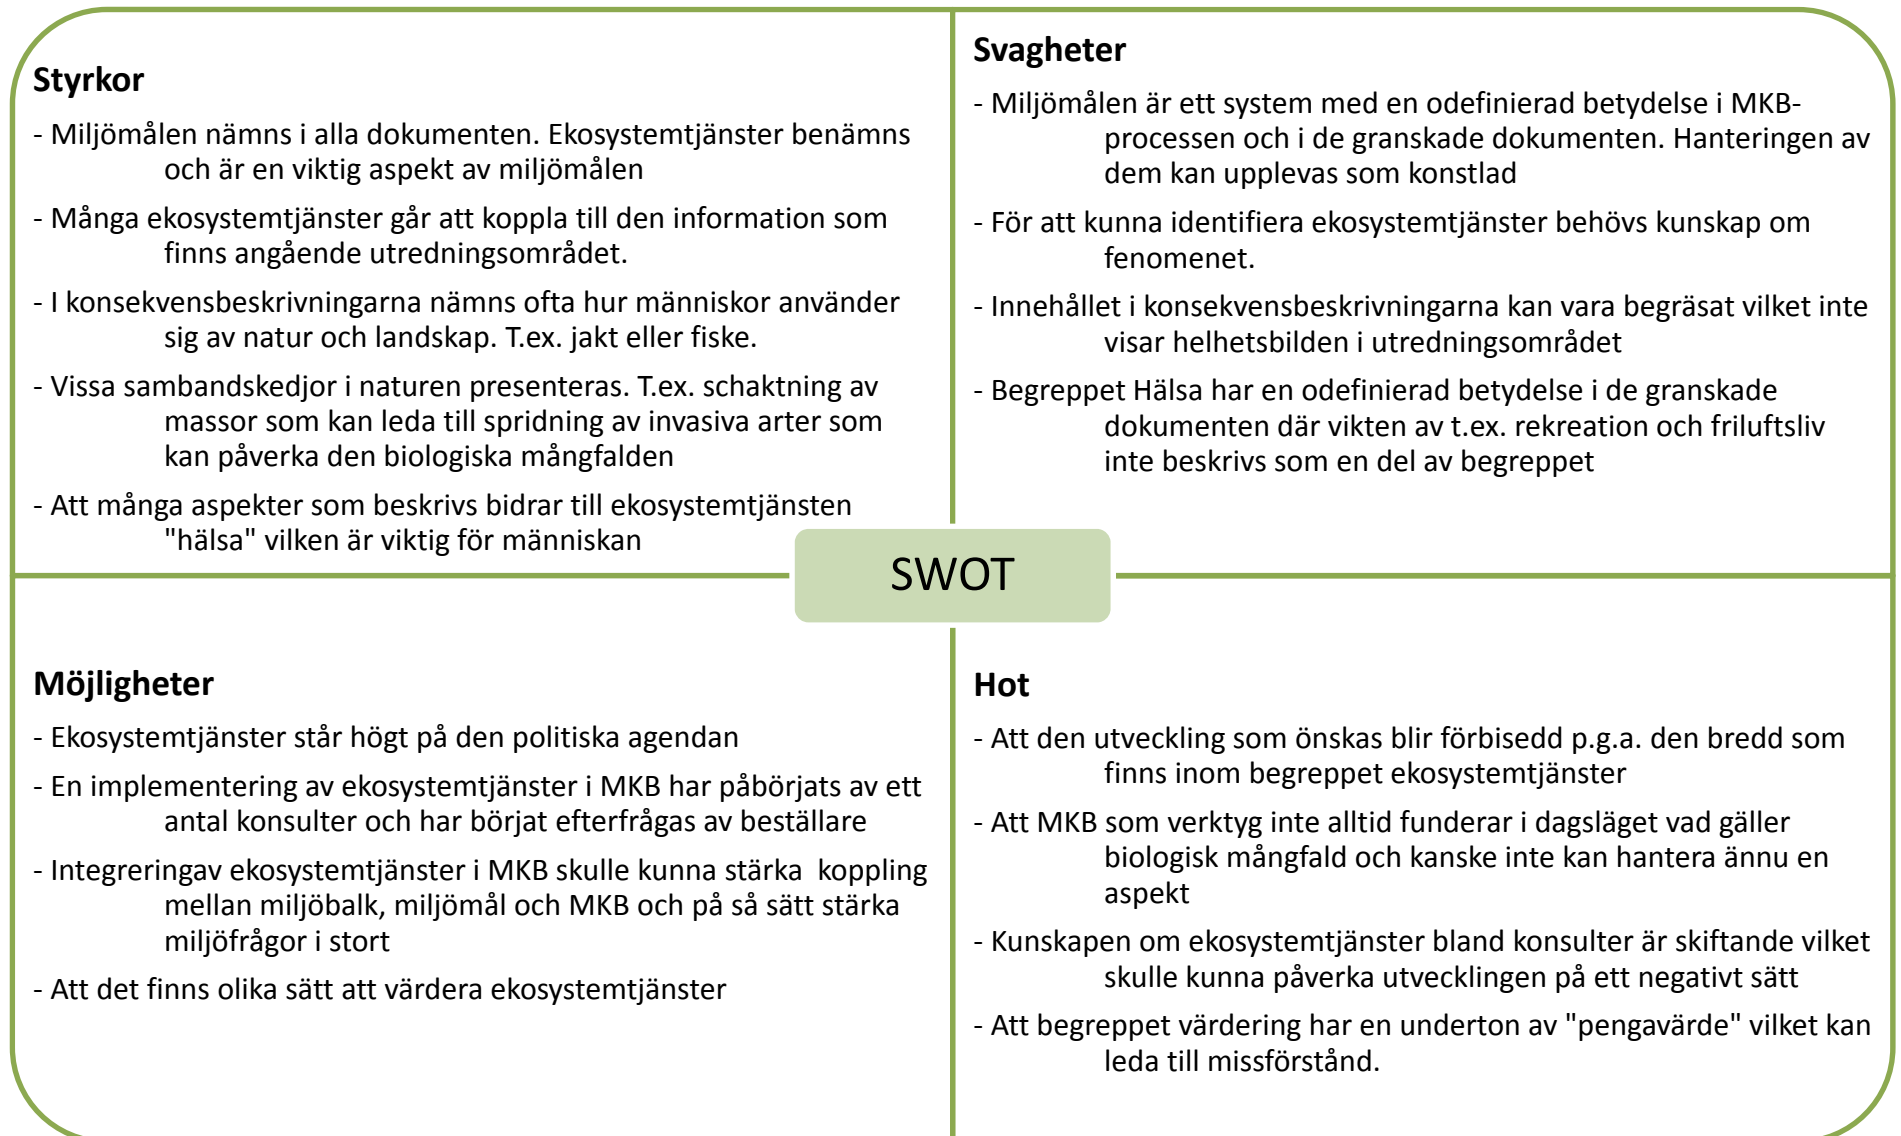 Styrkor
- Miljömålen nämns i alla dokumenten. Ekosystemtjänster benämns
och är en viktig aspekt av miljömålen
- Många ekosystemtjänster går att koppla till den information som
finns angående utredningsområdet.
- I konsekvensbeskrivningarna nämns ofta hur människor använder
sig av natur och landskap. T.ex. jakt eller fiske.
- Vissa sambandskedjor i naturen presenteras. T.ex. schaktning av
massor som kan leda till spridning av invasiva arter som
kan påverka den biologiska mångfalden
- Att många aspekter som beskrivs bidrar till ekosystemtjänsten
"hälsa" vilken är viktig för människan
Svagheter
- Miljömålen är ett system med en odefinierad betydelse i MKB-
processen och i de granskade dokumenten. Hanteringen av
dem kan upplevas som konstlad
- För att kunna identifiera ekosystemtjänster behövs kunskap om
fenomenet.
- Innehållet i konsekvensbeskrivningarna kan vara begräsat vilket inte
visar helhetsbilden i utredningsområdet
- Begreppet Hälsa har en odefinierad betydelse i de granskade
dokumenten där vikten av t.ex. rekreation och friluftsliv
inte beskrivs som en del av begreppet
SWOT
Möjligheter
- Ekosystemtjänster står högt på den politiska agendan
- En implementering av ekosystemtjänster i MKB har påbörjats av ett
antal konsulter och har börjat efterfrågas av beställare
- Integreringav ekosystemtjänster i MKB skulle kunna stärka  koppling
mellan miljöbalk, miljömål och MKB och på så sätt stärka
miljöfrågor i stort
- Att det finns olika sätt att värdera ekosystemtjänster
Hot
- Att den utveckling som önskas blir förbisedd p.g.a. den bredd som
finns inom begreppet ekosystemtjänster
- Att MKB som verktyg inte alltid funderar i dagsläget vad gäller
biologisk mångfald och kanske inte kan hantera ännu en
aspekt
- Kunskapen om ekosystemtjänster bland konsulter är skiftande vilket
skulle kunna påverka utvecklingen på ett negativt sätt
- Att begreppet värdering har en underton av "pengavärde" vilket kan
leda till missförstånd.